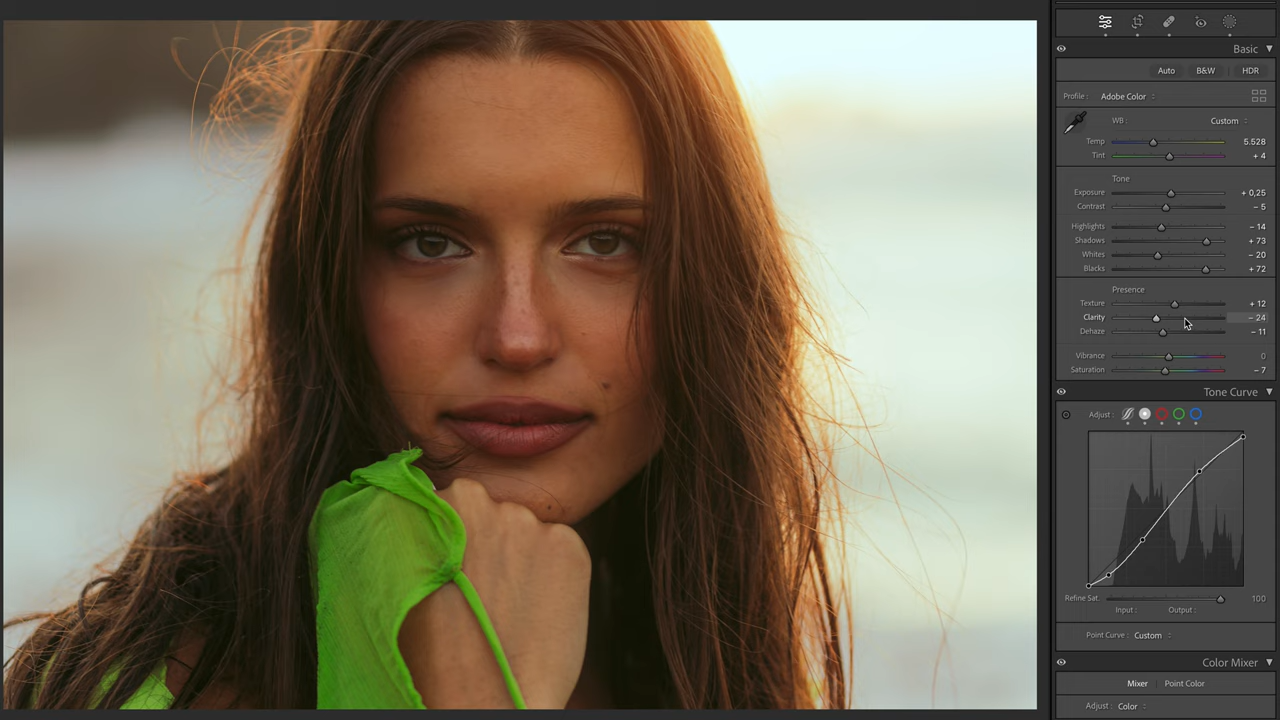 Basic
Auto B&W HDR
Profile : Adobe Color
WB : Custom
Temp 5.528
Tint + 4
Tone
Exposure + 0,25
Contrast – 5
Highlights – 14
Shadows + 73
Whites – 20
Blacks + 72
Presence
Texture + 12
Clarity – 24
Dehaze – 11
Vibrance 0
Saturation – 7
Tone Curve
Adjust :
Refine Sat. 100
Input : Output :
Point Curve : Custom
Color Mixer
Mixer | Point Color
Adjust : Color